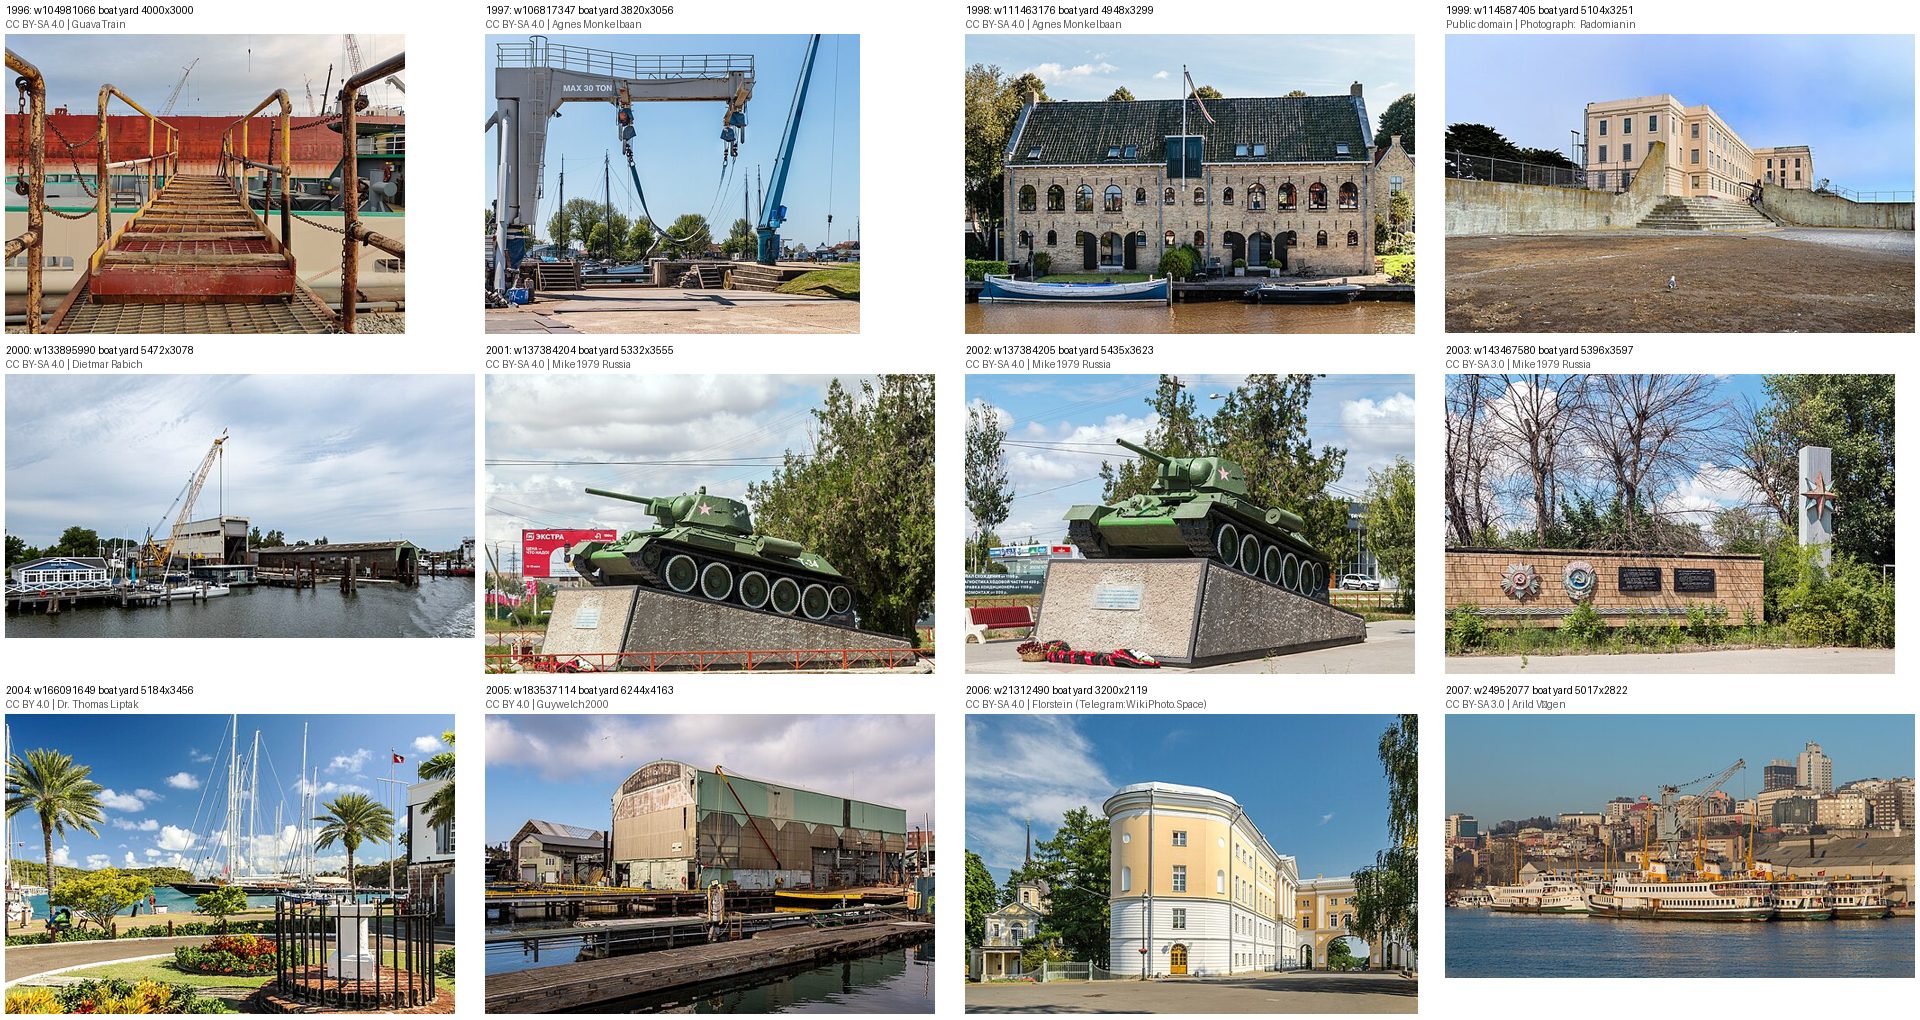 1996: w104981066 boat yard 4000x3000
CC BY-SA 4.0 | GuavaTrain
1997: w106817347 boat yard 3820x3056
CC BY-SA 4.0 | Agnes Monkelbaan
MAX 30 TON
1998: w111463176 boat yard 4948x3299
CC BY-SA 4.0 | Agnes Monkelbaan
1999: w114587405 boat yard 5104x3251
Public domain | Photograph: Radomianin
2000: w133895990 boat yard 5472x3078
CC BY-SA 4.0 | Dietmar Rabich
2001: w137384204 boat yard 5332x3555
CC BY-SA 4.0 | Mike1979 Russia
ЭКСТРА
ЦЕНА –
ЧТО НАДО!
Т-34
2002: w137384205 boat yard 5435x3623
CC BY-SA 4.0 | Mike1979 Russia
2003: w143467580 boat yard 5396x3597
CC BY-SA 3.0 | Mike1979 Russia
2004: w166091649 boat yard 5184x3456
CC BY 4.0 | Dr. Thomas Liptak
2005: w183537114 boat yard 6244x4163
CC BY 4.0 | Guywelch2000
2006: w21312490 boat yard 3200x2119
CC BY-SA 4.0 | Florstein (Telegram:WikiPhoto.Space)
2007: w24952077 boat yard 5017x2822
CC BY-SA 3.0 | Arild